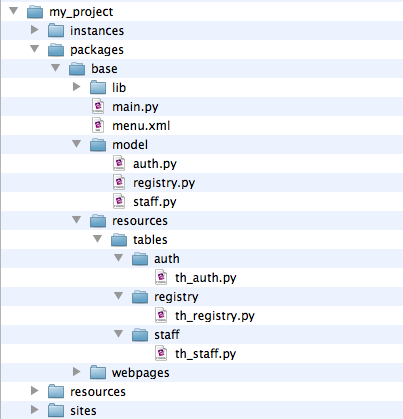 my_project
instances
packages
base
lib
main.py
menu.xml
model
auth.py
registry.py
staff.py
resources
tables
auth
th_auth.py
registry
th_registry.py
staff
th_staff.py
webpages
resources
sites